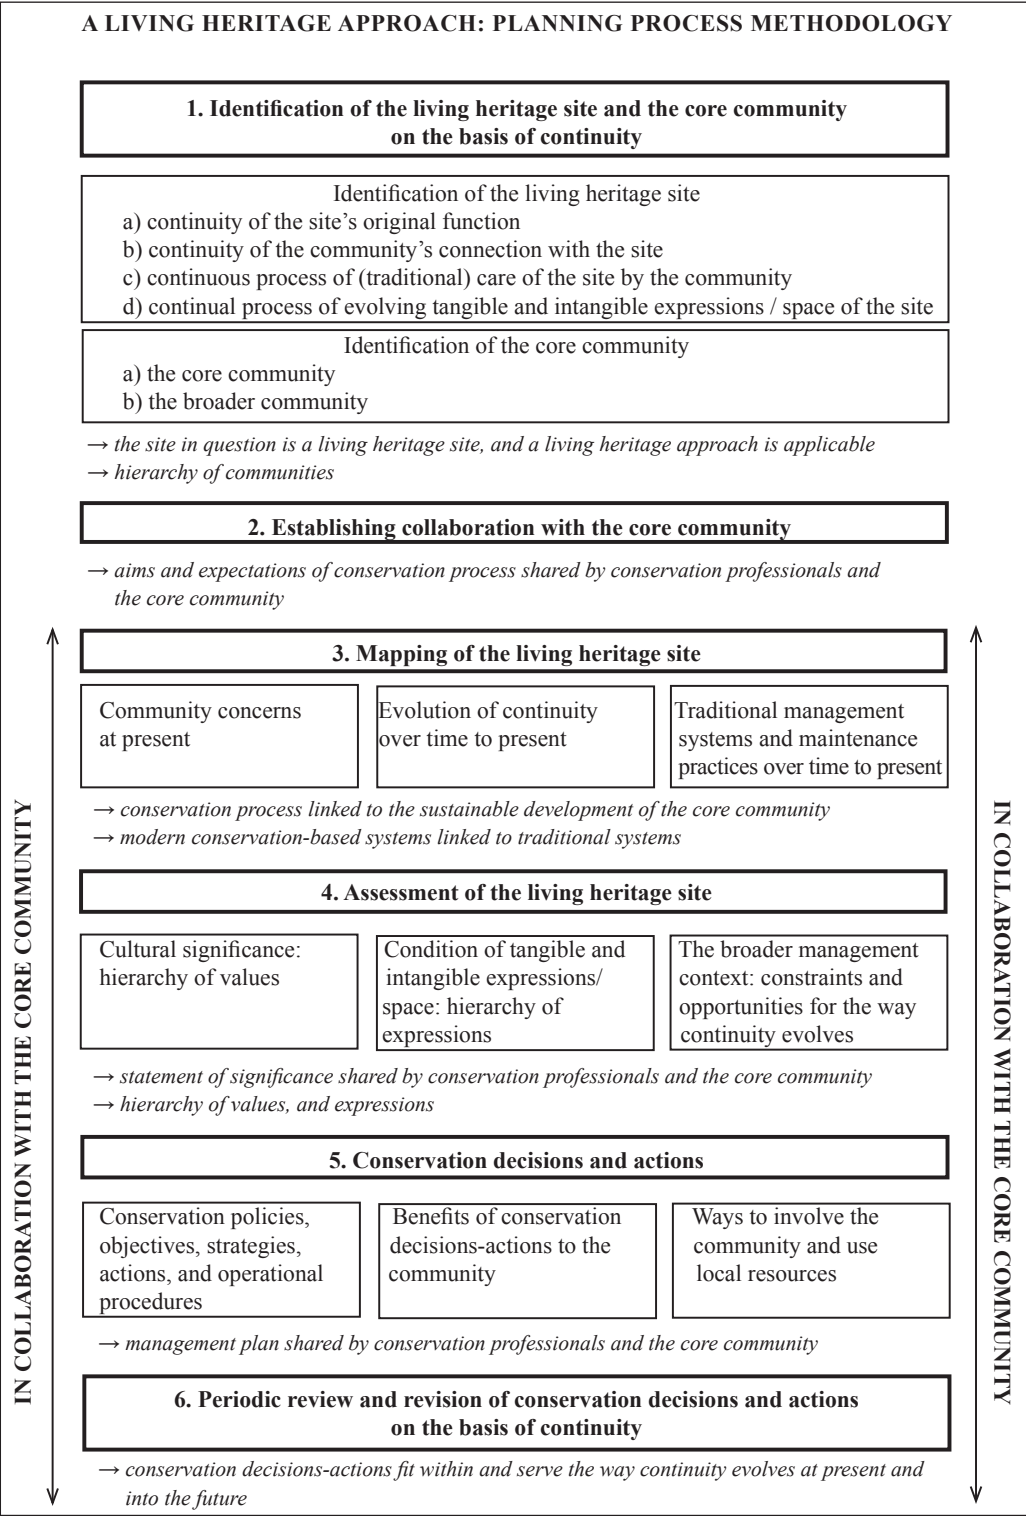 A LIVING HERITAGE APPROACH: PLANNING PROCESS METHODOLOGY
1. Identification of the living heritage site and the core community
on the basis of continuity
Identification of the living heritage site
a) continuity of the site’s original function
b) continuity of the community’s connection with the site
c) continuous process of (traditional) care of the site by the community
d) continual process of evolving tangible and intangible expressions / space of the site
Identification of the core community
a) the core community
b) the broader community
→ the site in question is a living heritage site, and a living heritage approach is applicable
→ hierarchy of communities
2. Establishing collaboration with the core community
→ aims and expectations of conservation process shared by conservation professionals and
the core community
IN COLLABORATION WITH THE CORE COMMUNITY
3. Mapping of the living heritage site
Community concerns
at present
Evolution of continuity
over time to present
Traditional management
systems and maintenance
practices over time to present
→ conservation process linked to the sustainable development of the core community
→ modern conservation-based systems linked to traditional systems
4. Assessment of the living heritage site
Cultural significance:
hierarchy of values
Condition of tangible and
intangible expressions/
space: hierarchy of
expressions
The broader management
context: constraints and
opportunities for the way
continuity evolves
→ statement of significance shared by conservation professionals and the core community
→ hierarchy of values, and expressions
5. Conservation decisions and actions
Conservation policies,
objectives, strategies,
actions, and operational
procedures
Benefits of conservation
decisions-actions to the
community
Ways to involve the
community and use
local resources
→ management plan shared by conservation professionals and the core community
6. Periodic review and revision of conservation decisions and actions
on the basis of continuity
→ conservation decisions-actions fit within and serve the way continuity evolves at present and
into the future
IN COLLABORATION WITH THE CORE COMMUNITY